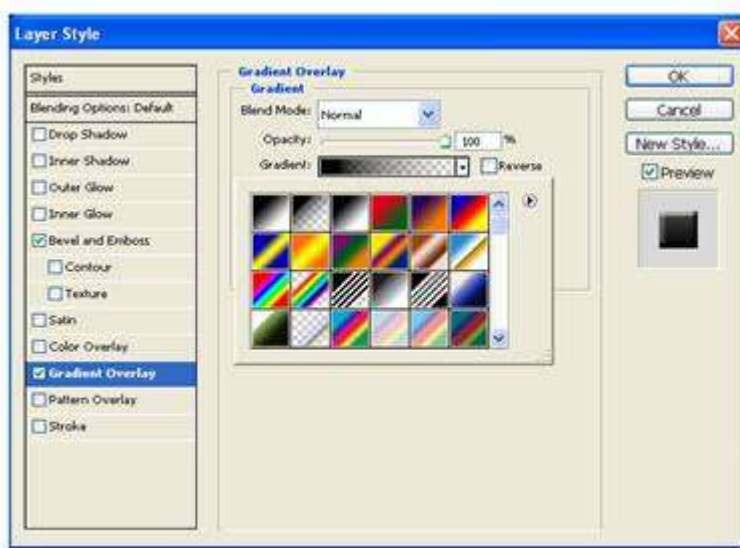 Layer Style
Styles
Blending Options: Default
Drop Shadow
Inner Shadow
Outer Glow
Inner Glow
Bevel and Emboss
Contour
Texture
Satin
Color Overlay
Gradient Overlay
Pattern Overlay
Stroke
Gradient Overlay
Gradient
Blend Mode: Normal
Opacity: 100 %
Gradient: Reverse
OK
Cancel
New Style...
Preview